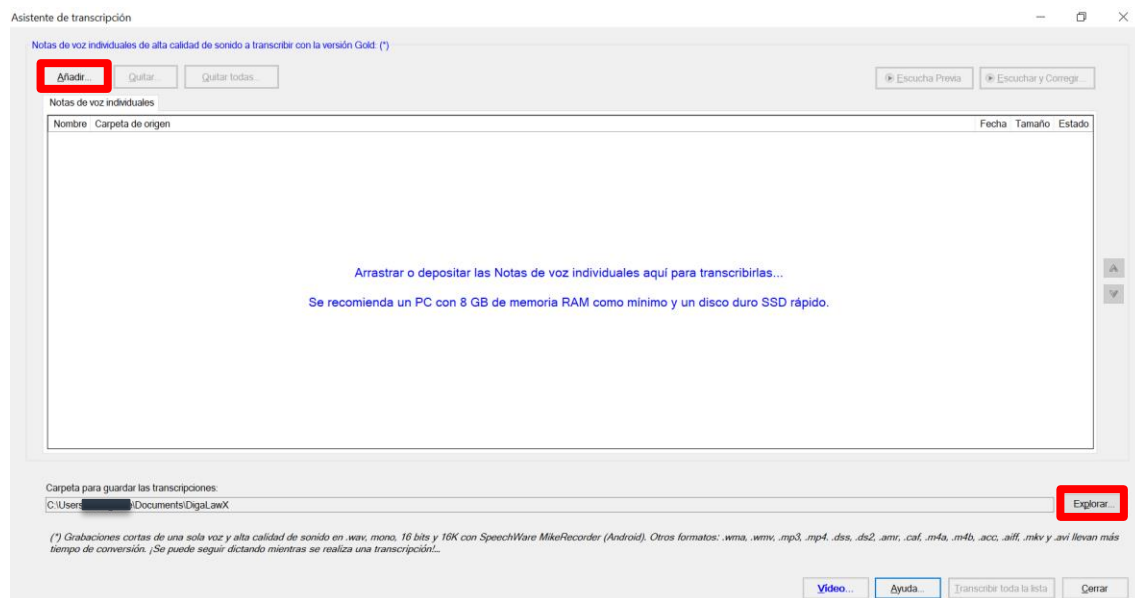 Asistente de transcripción
Notas de voz individuales de alta calidad de sonido a transcribir con la versión Gold: (*)
Añadir... Quitar... Quitar todas... Escucha Previa Escuchar y Corregir...
Notas de voz individuales
Nombre Carpeta de origen Fecha Tamaño Estado
Arrastrar o depositar las Notas de voz individuales aquí para transcribirlas...
Se recomienda un PC con 8 GB de memoria RAM como mínimo y un disco duro SSD rápido.
Carpeta para guardar las transcripciones:
C:\Users \Documents\DigaLawX Explorar...
(*) Grabaciones cortas de una sola voz y alta calidad de sonido en .wav, mono, 16 bits y 16K con SpeechWare MikeRecorder (Android). Otros formatos: .wma, .wmv, .mp3, .mp4. .dss, .ds2, .amr, .caf, .m4a, .m4b, .acc, .aiff, .mkv y .avi llevan más
tiempo de conversión. ¡Se puede seguir dictando mientras se realiza una transcripción!...
Vídeo... Ayuda... Transcribir toda la lista Cerrar